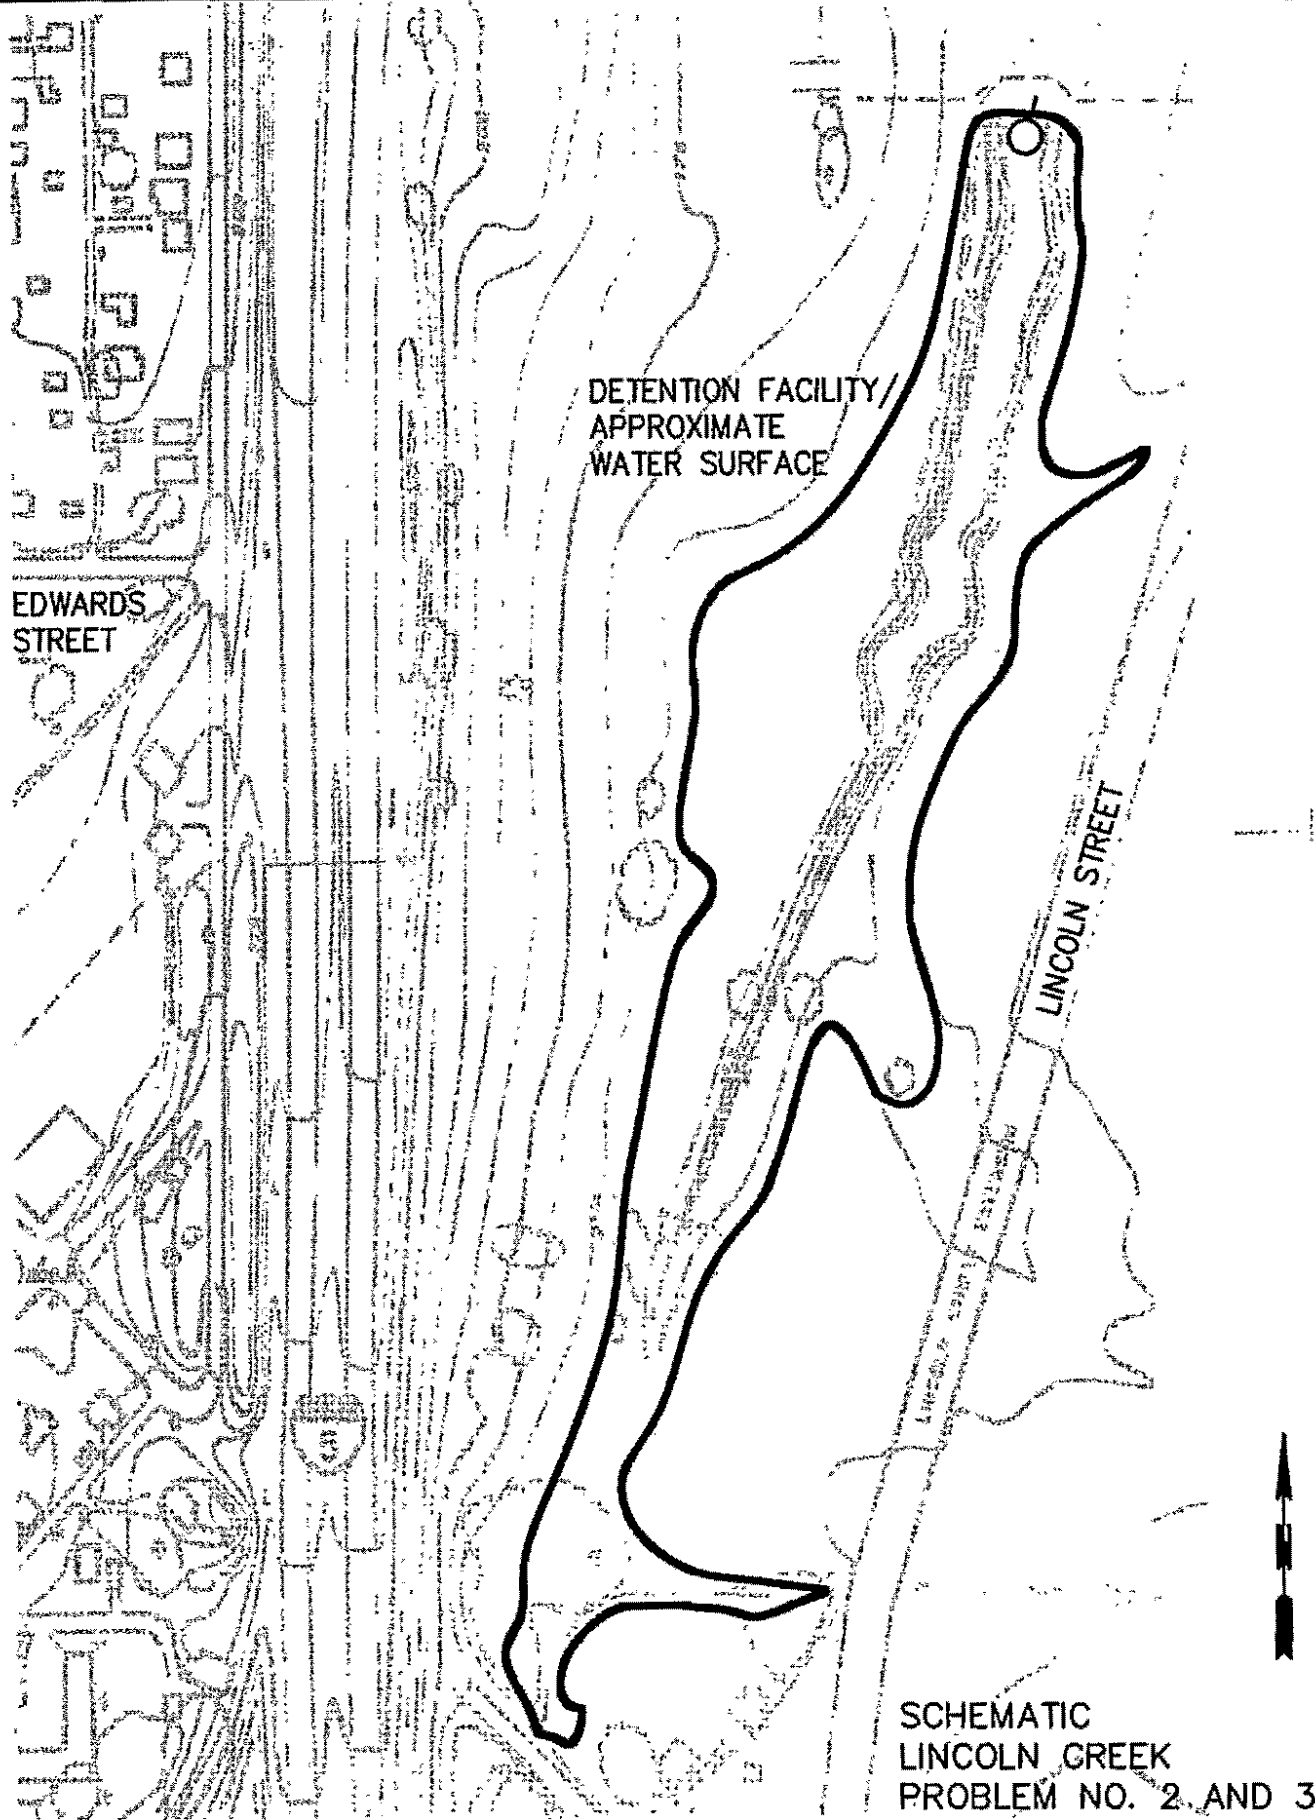 DETENTION FACILITY/
APPROXIMATE
WATER SURFACE
EDWARDS
STREET
LINCOLN STREET
N
SCHEMATIC
LINCOLN CREEK
PROBLEM NO. 2 AND 3